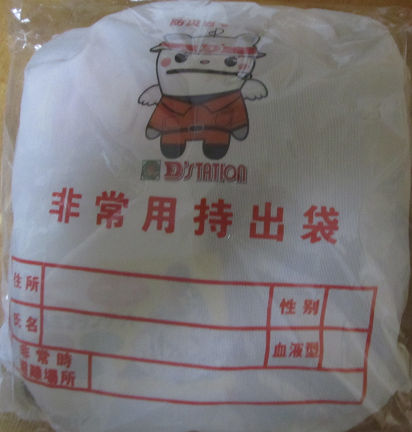 D'STATION
非常用持出袋
住所
性別
氏名
血液型
非常時
避難場所